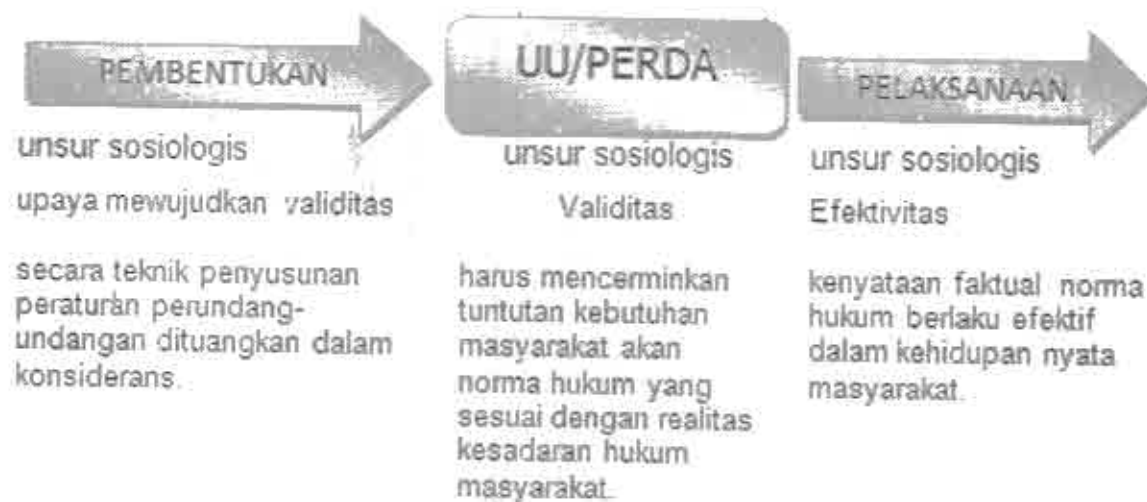 PEMBENTUKAN
unsur sosiologis
upaya mewujudkan validitas
secara teknik penyusunan
peraturan perundang-
undangan dituangkan dalam
konsiderans.
UU/PERDA
unsur sosiologis
Validitas
harus mencerminkan
tuntutan kebutuhan
masyarakat akan
norma hukum yang
sesuai dengan realitas
kesadaran hukum
masyarakat.
PELAKSANAAN
unsur sosiologis
Efektivitas
kenyataan faktual norma
hukum berlaku efektif
dalam kehidupan nyata
masyarakat.